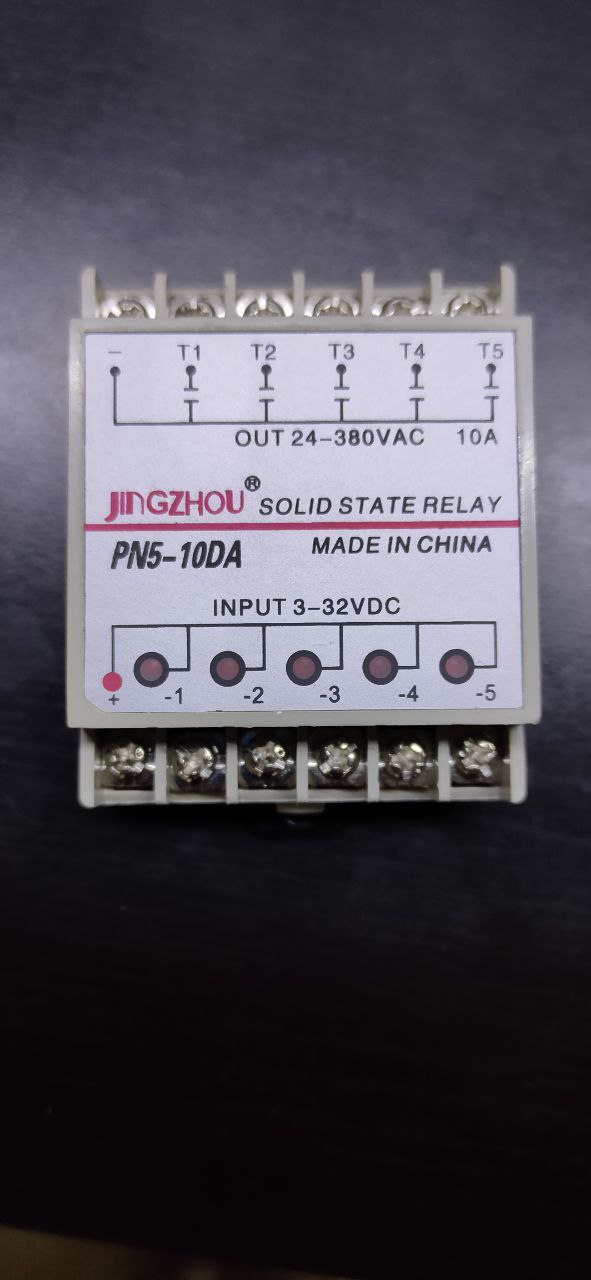 — T1 T2 T3 T4 T5
OUT 24-380VAC 10A
JINGZHOU® SOLID STATE RELAY
PN5-10DA MADE IN CHINA
INPUT 3-32VDC
+ -1 -2 -3 -4 -5